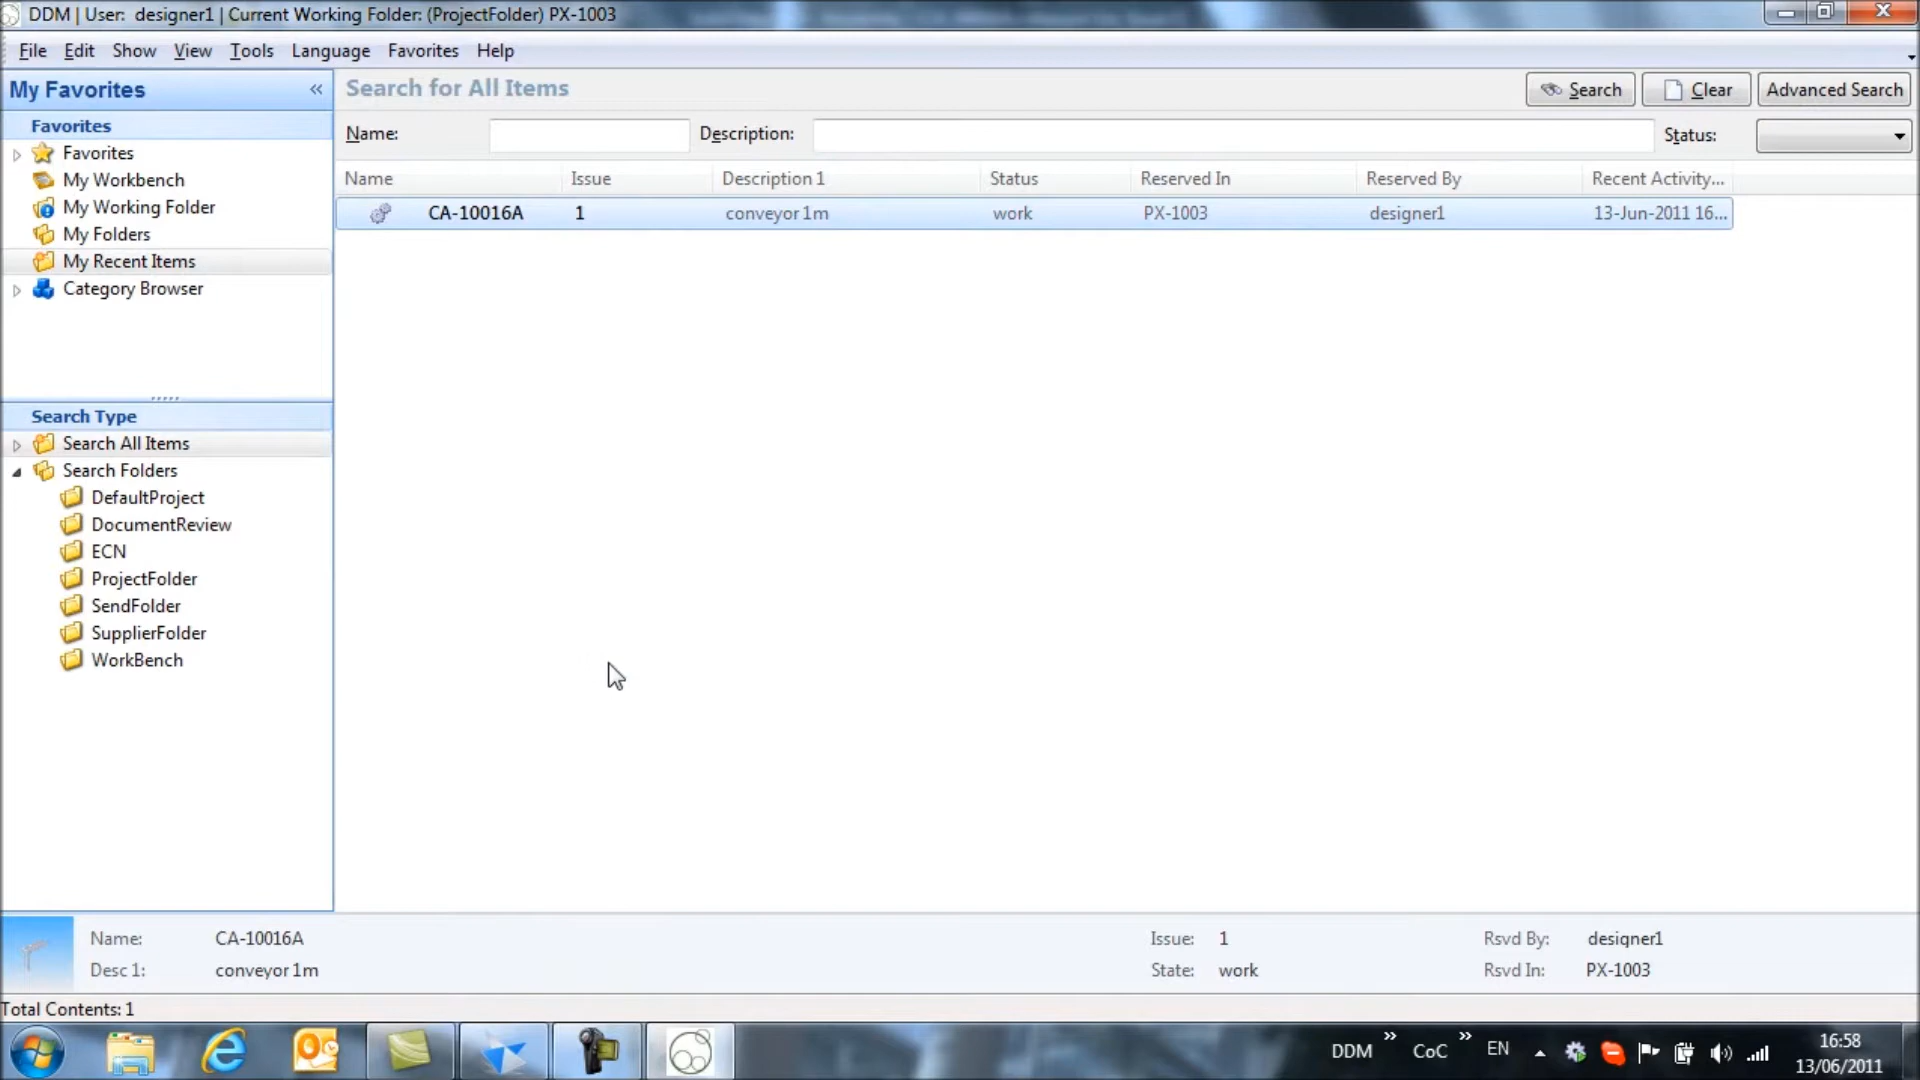 DDM | User: designer1 | Current Working Folder: (ProjectFolder) PX-1003
File Edit Show View Tools Language Favorites Help
My Favorites «
Search for All Items
Search Clear Advanced Search
Favorites
Name: Description: Status:
Favorites
My Workbench
My Working Folder
My Folders
My Recent Items
Category Browser
Name Issue Description 1 Status Reserved In Reserved By Recent Activity...
CA-10016A 1 conveyor 1m work PX-1003 designer1 13-Jun-2011 16...
Search Type
Search All Items
Search Folders
DefaultProject
DocumentReview
ECN
ProjectFolder
SendFolder
SupplierFolder
WorkBench
Name: CA-10016A Issue: 1 Rsvd By: designer1
Desc 1: conveyor 1m State: work Rsvd In: PX-1003
Total Contents: 1
DDM » CoC » EN 16:58
13/06/2011